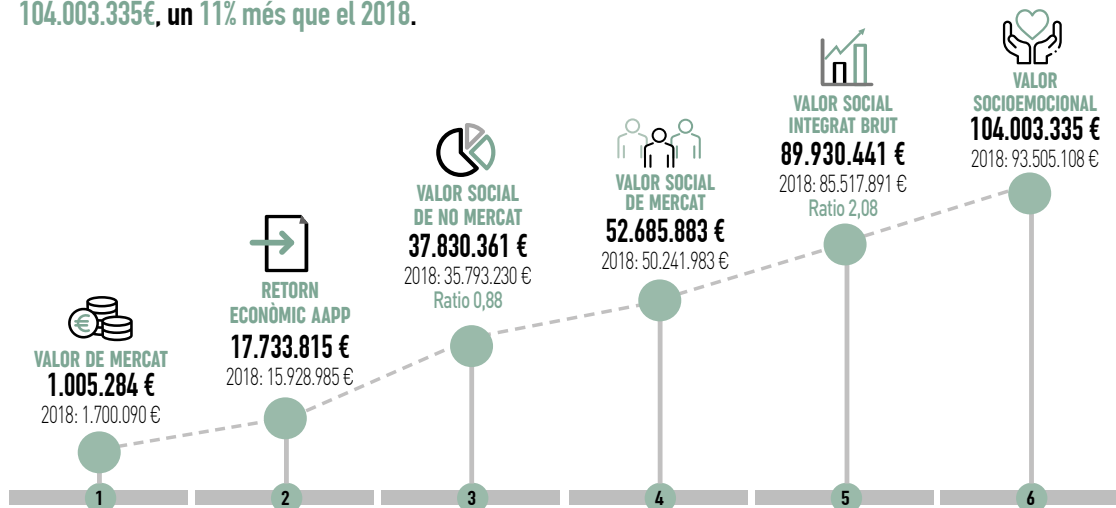 104.003.335€, un 11% més que el 2018.
VALOR DE MERCAT
1.005.284 €
2018: 1.700.090 €
RETORN
ECONÒMIC AAPP
17.733.815 €
2018: 15.928.985 €
VALOR SOCIAL
DE NO MERCAT
37.830.361 €
2018: 35.793.230 €
Ratio 0,88
VALOR SOCIAL
DE MERCAT
52.685.883 €
2018: 50.241.983 €
VALOR SOCIAL
INTEGRAT BRUT
89.930.441 €
2018: 85.517.891 €
Ratio 2,08
VALOR
SOCIOEMOCIONAL
104.003.335 €
2018: 93.505.108 €
€
1 2 3 4 5 6